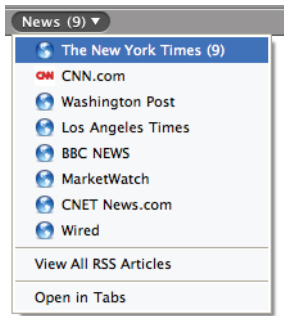 News (9) ▼
The New York Times (9)
CNN CNN.com
Washington Post
Los Angeles Times
BBC NEWS
MarketWatch
CNET News.com
Wired
View All RSS Articles
Open in Tabs